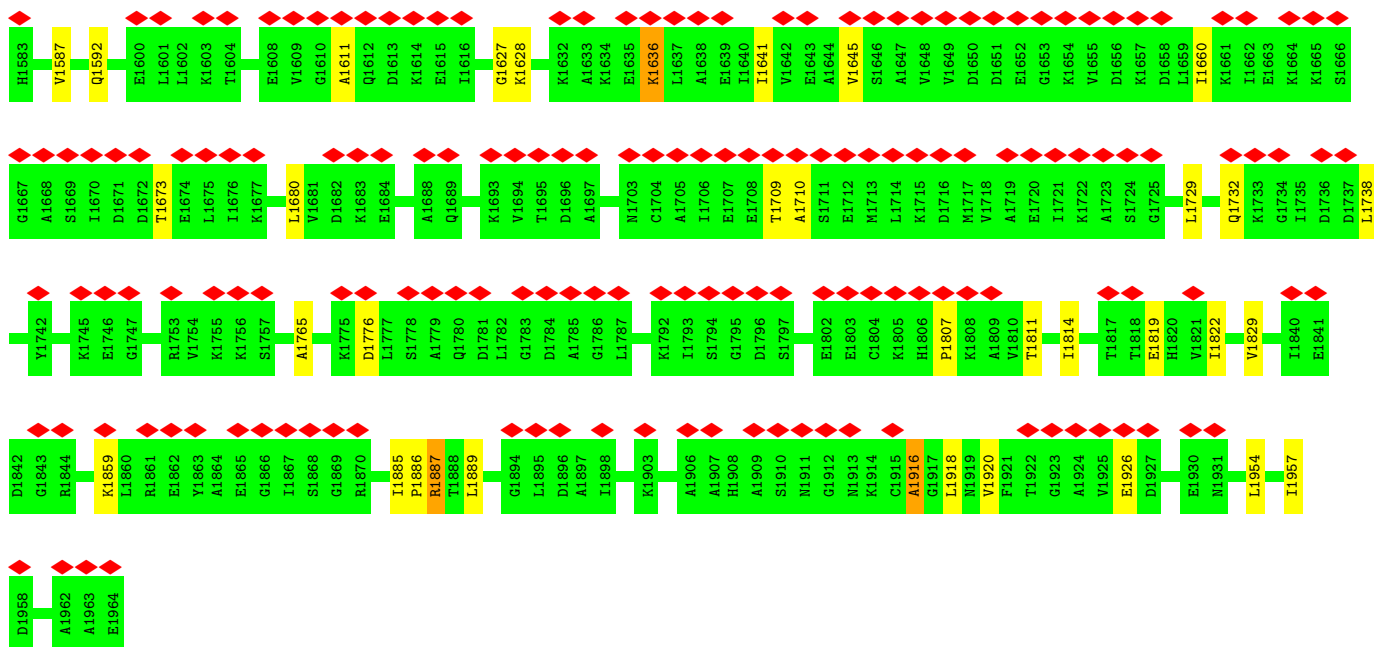 H1583 V1587 Q1592 E1600 L1601 L1602 K1603 T1604 E1608 V1609 G1610 A1611 Q1612 D1613 K1614 E1615 I1616 G1627 K1628 K1632 A1633 K1634 E1635 K1636 L1637 A1638 E1639 I1640 I1641 V1642 E1643 A1644 V1645 S1646 A1647 V1648 V1649 D1650 D1651 E1652 G1653 K1654 V1655 D1656 K1657 D1658 L1659 I1660 K1661 I1662 E1663 K1664 K1665 S1666
G1667 A1668 S1669 I1670 D1671 D1672 T1673 E1674 L1675 I1676 K1677 L1680 V1681 D1682 K1683 E1684 A1688 Q1689 K1693 V1694 T1695 D1696 A1697 N1703 C1704 A1705 I1706 E1707 E1708 T1709 A1710 S1711 E1712 M1713 L1714 K1715 D1716 M1717 V1718 A1719 E1720 I1721 K1722 A1723 S1724 G1725 L1729 Q1732 K1733 G1734 I1735 D1736 D1737 L1738
Y1742 K1745 E1746 G1747 R1753 V1754 K1755 K1756 S1757 A1765 K1775 D1776 L1777 S1778 A1779 Q1780 D1781 L1782 G1783 D1784 A1785 G1786 L1787 K1792 I1793 S1794 G1795 D1796 S1797 E1802 E1803 C1804 K1805 H1806 P1807 K1808 A1809 V1810 T1811 I1814 T1817 T1818 E1819 H1820 V1821 I1822 V1829 I1840 E1841
D1842 G1843 R1844 K1859 L1860 R1861 E1862 Y1863 A1864 E1865 G1866 I1867 S1868 G1869 R1870 I1885 P1886 R1887 T1888 L1889 G1894 L1895 D1896 A1897 I1898 K1903 A1906 A1907 H1908 A1909 S1910 N1911 G1912 N1913 K1914 C1915 A1916 G1917 L1918 N1919 V1920 F1921 T1922 G1923 A1924 V1925 E1926 D1927 E1930 N1931 L1954 I1957
D1958 A1962 A1963 E1964